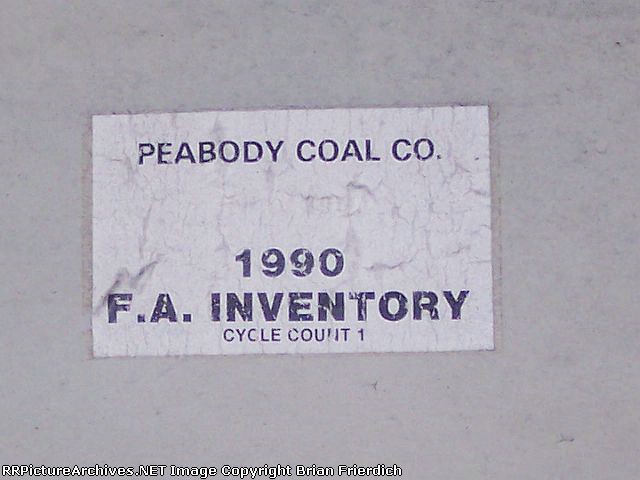 PEABODY COAL CO.
1990
F.A. INVENTORY
CYCLE COUNT 1
RRPictureArchives.NET Image Copyright Brian Frierdich